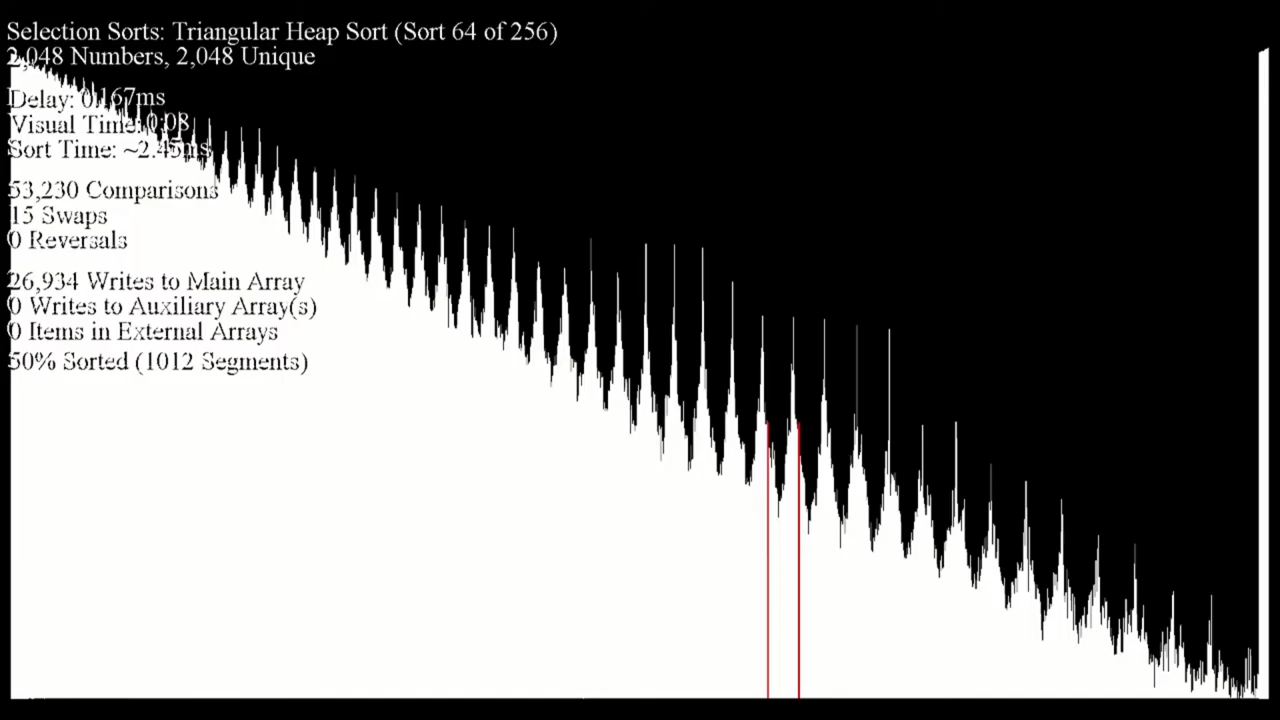 Selection Sorts: Triangular Heap Sort (Sort 64 of 256)
2,048 Numbers, 2,048 Unique
Delay: 0.167ms
Visual Time: 0:08
Sort Time: ~2.45ms
53,230 Comparisons
15 Swaps
0 Reversals
26,934 Writes to Main Array
0 Writes to Auxiliary Array(s)
0 Items in External Arrays
50% Sorted (1012 Segments)